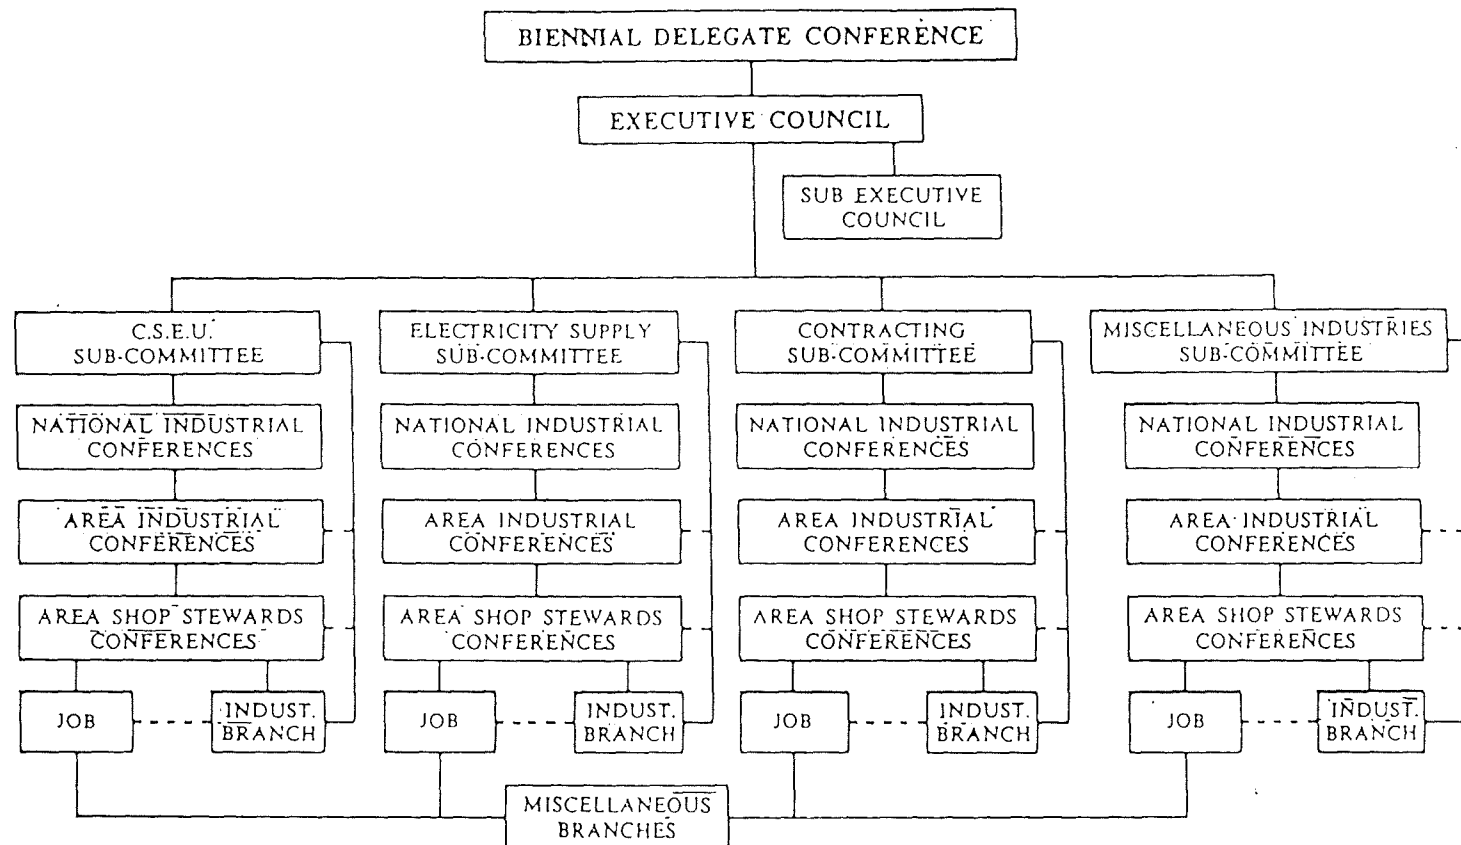 BIENNIAL DELEGATE CONFERENCE
EXECUTIVE COUNCIL
SUB EXECUTIVE
COUNCIL
C.S.E.U.
SUB-COMMITTEE
ELECTRICITY SUPPLY
SUB-COMMITTEE
CONTRACTING
SUB-COMMITTEE
MISCELLANEOUS INDUSTRIES
SUB-COMMITTEE
NATIONAL INDUSTRIAL
CONFERENCES
NATIONAL INDUSTRIAL
CONFERENCES
NATIONAL INDUSTRIAL
CONFERENCES
NATIONAL INDUSTRIAL
CONFERENCES
AREA INDUSTRIAL
CONFERENCES
AREA INDUSTRIAL
CONFERENCES
AREA INDUSTRIAL
CONFERENCES
AREA INDUSTRIAL
CONFERENCES
AREA SHOP STEWARDS
CONFERENCES
AREA SHOP STEWARDS
CONFERENCES
AREA SHOP STEWARDS
CONFERENCES
AREA SHOP STEWARDS
CONFERENCES
JOB
INDUST.
BRANCH
JOB
INDUST.
BRANCH
JOB
INDUST.
BRANCH
JOB
INDUST.
BRANCH
MISCELLANEOUS
BRANCHES